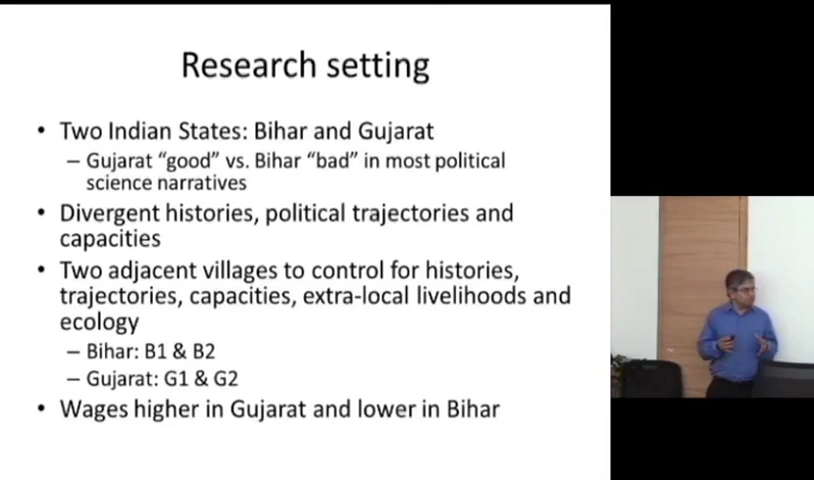 Research setting
• Two Indian States: Bihar and Gujarat
– Gujarat “good” vs. Bihar “bad” in most political
science narratives
• Divergent histories, political trajectories and
capacities
• Two adjacent villages to control for histories,
trajectories, capacities, extra-local livelihoods and
ecology
– Bihar: B1 & B2
– Gujarat: G1 & G2
• Wages higher in Gujarat and lower in Bihar